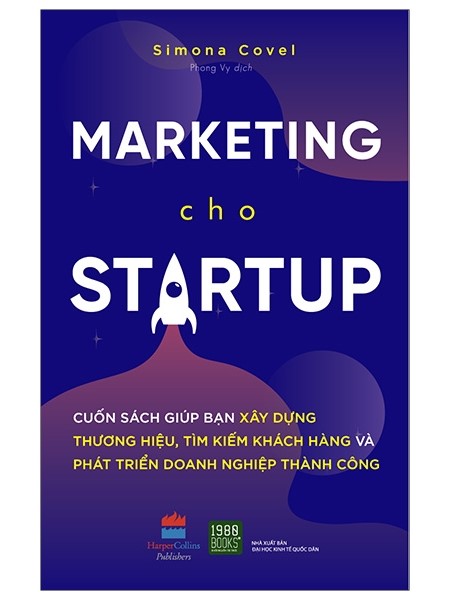 Simona Covel
Phong Vy dịch
MARKETING
cho
STARTUP
CUỐN SÁCH GIÚP BẠN XÂY DỰNG
THƯƠNG HIỆU, TÌM KIẾM KHÁCH HÀNG VÀ
PHÁT TRIỂN DOANH NGHIỆP THÀNH CÔNG
HarperCollins
Publishers
1980
BOOKS
NHÀ XUẤT BẢN
ĐẠI HỌC KINH TẾ QUỐC DÂN